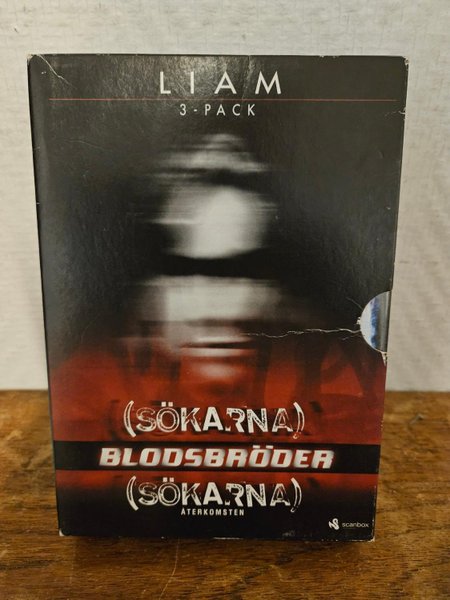 LIAM
3-PACK
(SÖKARNA)
BLODSBRÖDER
(SÖKARNA)
ÅTERKOMSTEN
scanbox